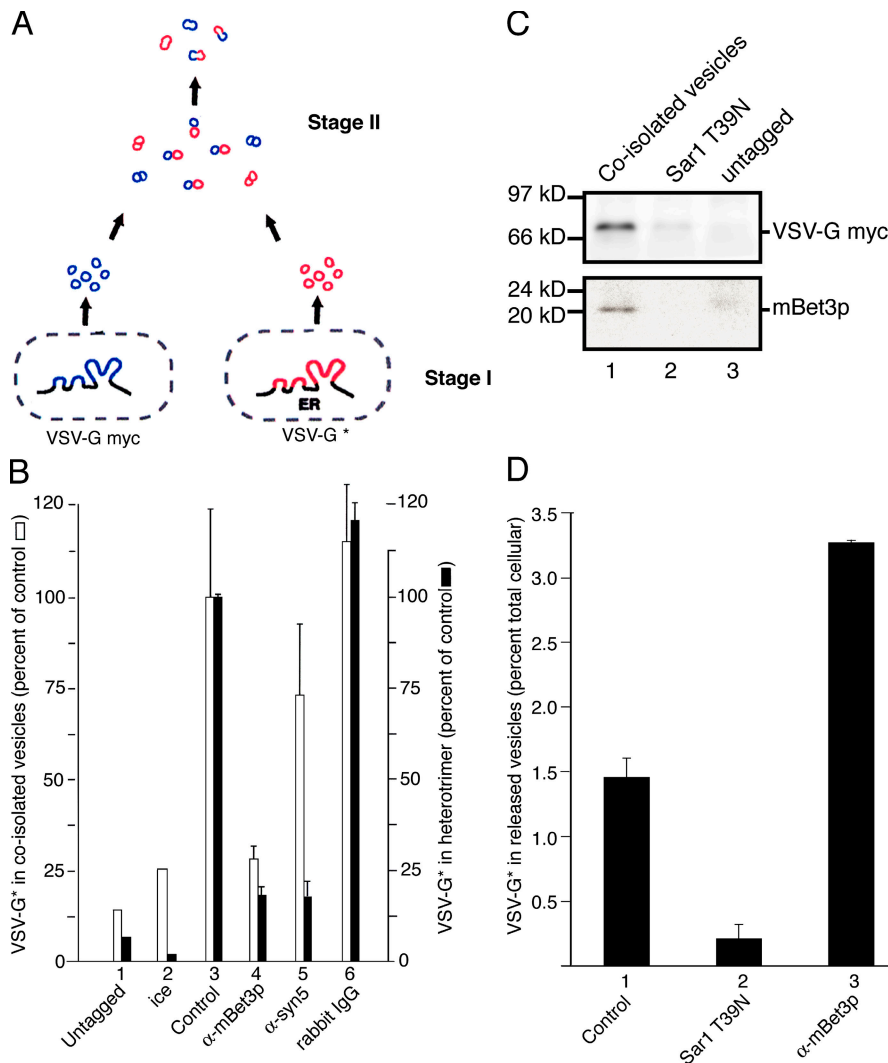 A
Stage II
Stage I
ER
VSV-G myc
VSV-G *
B
VSV-G* in co-isolated vesicles (percent of control □)
VSV-G* in heterotrimer (percent of control ■)
120
100
75
50
25
0
120
100
75
50
25
0
1 2 3 4 5 6
Untagged
ice
Control
α-mBet3p
α-syn5
rabbit IgG
C
Co-isolated vesicles
Sar1 T39N
untagged
97 kD
66 kD
VSV-G myc
24 kD
20 kD
mBet3p
1 2 3
D
VSV-G* in released vesicles (percent total cellular)
3.5
3.0
2.5
2.0
1.5
1.0
0.5
1 2 3
Control
Sar1 T39N
α-mBet3p